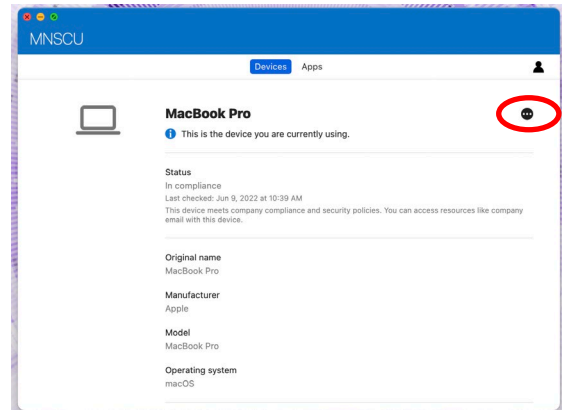 MNSCU
Devices Apps
MacBook Pro
This is the device you are currently using.
Status
In compliance
Last checked: Jun 9, 2022 at 10:39 AM
This device meets company compliance and security policies. You can access resources like company
email with this device.
Original name
MacBook Pro
Manufacturer
Apple
Model
MacBook Pro
Operating system
macOS